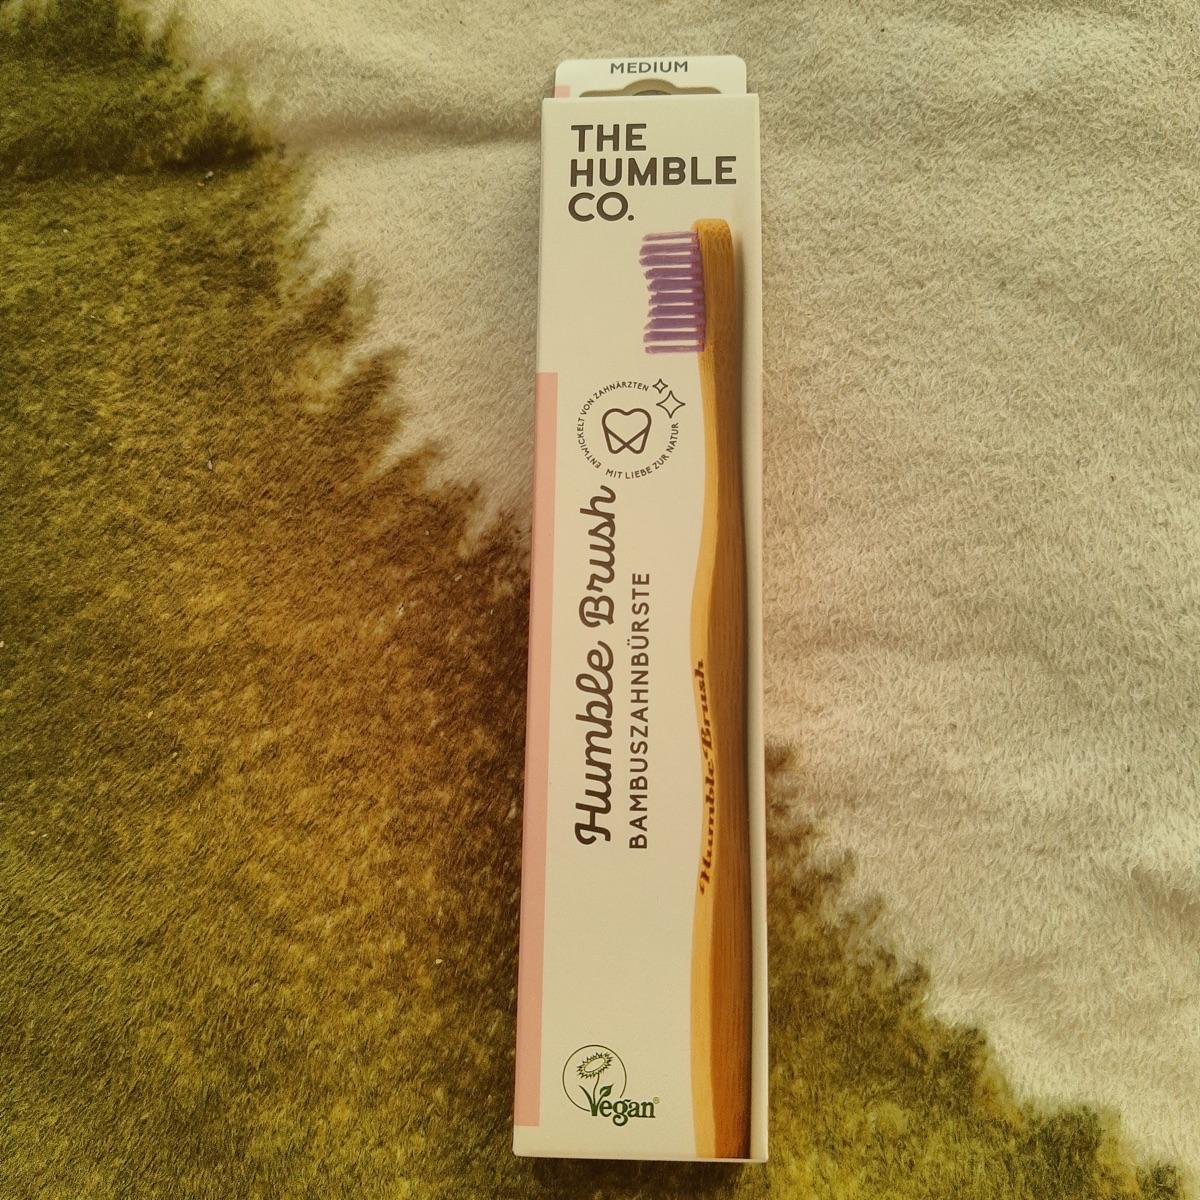 MEDIUM
THE
HUMBLE
CO.
ENTWICKELT VON ZAHNÄRZTEN
MIT LIEBE ZUR NATUR
Humble Brush
BAMBUSZAHNBÜRSTE
Humble Brush
Vegan®